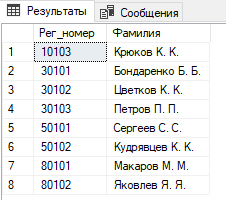 Результаты Сообщения
Рег_номер Фамилия
1 10103 Крюков К. К.
2 30101 Бондаренко Б. Б.
3 30102 Цветков К. К.
4 30103 Петров П. П.
5 50101 Сергеев С. С.
6 50102 Кудрявцев К. К.
7 80101 Макаров М. М.
8 80102 Яковлев Я. Я.